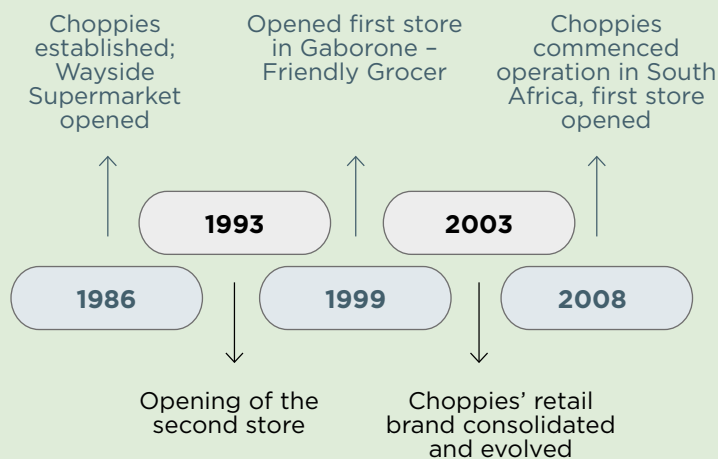 Choppies
established;
Wayside
Supermarket
opened
Opened first store
in Gaborone –
Friendly Grocer
Choppies
commenced
operation in South
Africa, first store
opened
1993
2003
1986
1999
2008
Opening of the
second store
Choppies' retail
brand consolidated
and evolved